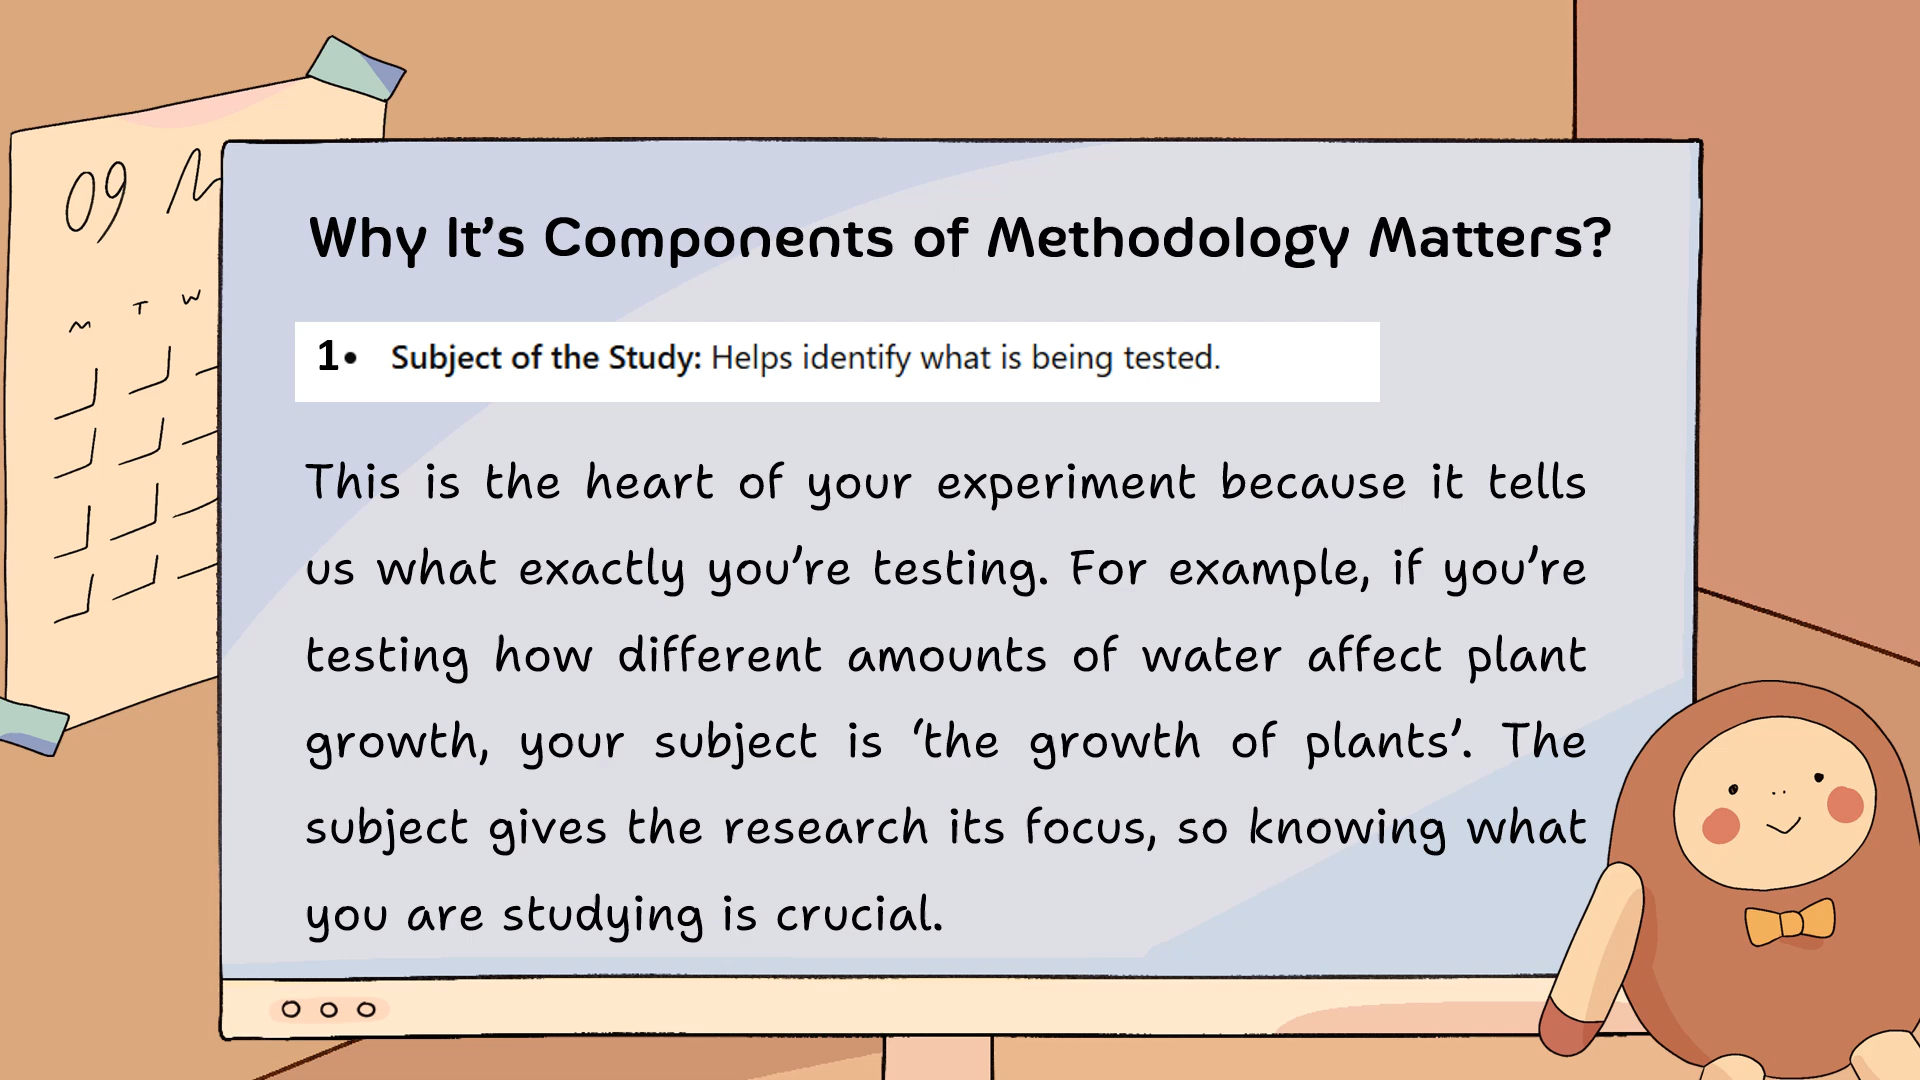 09
M T W
Why It’s Components of Methodology Matters?
1• Subject of the Study: Helps identify what is being tested.
This is the heart of your experiment because it tells
us what exactly you’re testing. For example, if you’re
testing how different amounts of water affect plant
growth, your subject is ‘the growth of plants’. The
subject gives the research its focus, so knowing what
you are studying is crucial.